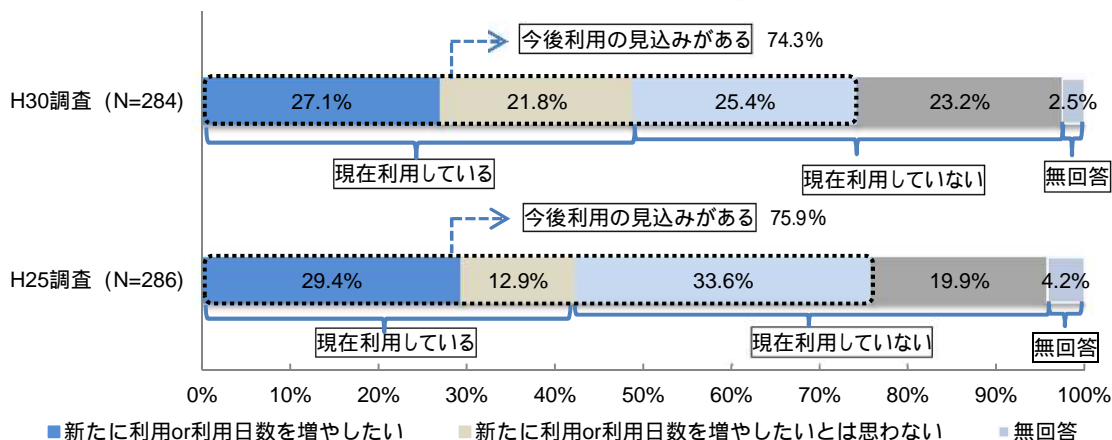 今後利用の見込みがある 74.3%
H30調査 (N=284) 27.1% 21.8% 25.4% 23.2% 2.5%
現在利用している 現在利用していない 無回答
今後利用の見込みがある 75.9%
H25調査 (N=286) 29.4% 12.9% 33.6% 19.9% 4.2%
現在利用している 現在利用していない 無回答
0% 10% 20% 30% 40% 50% 60% 70% 80% 90% 100%
新たに利用or利用日数を増やしたい 新たに利用or利用日数を増やしたいとは思わない 無回答